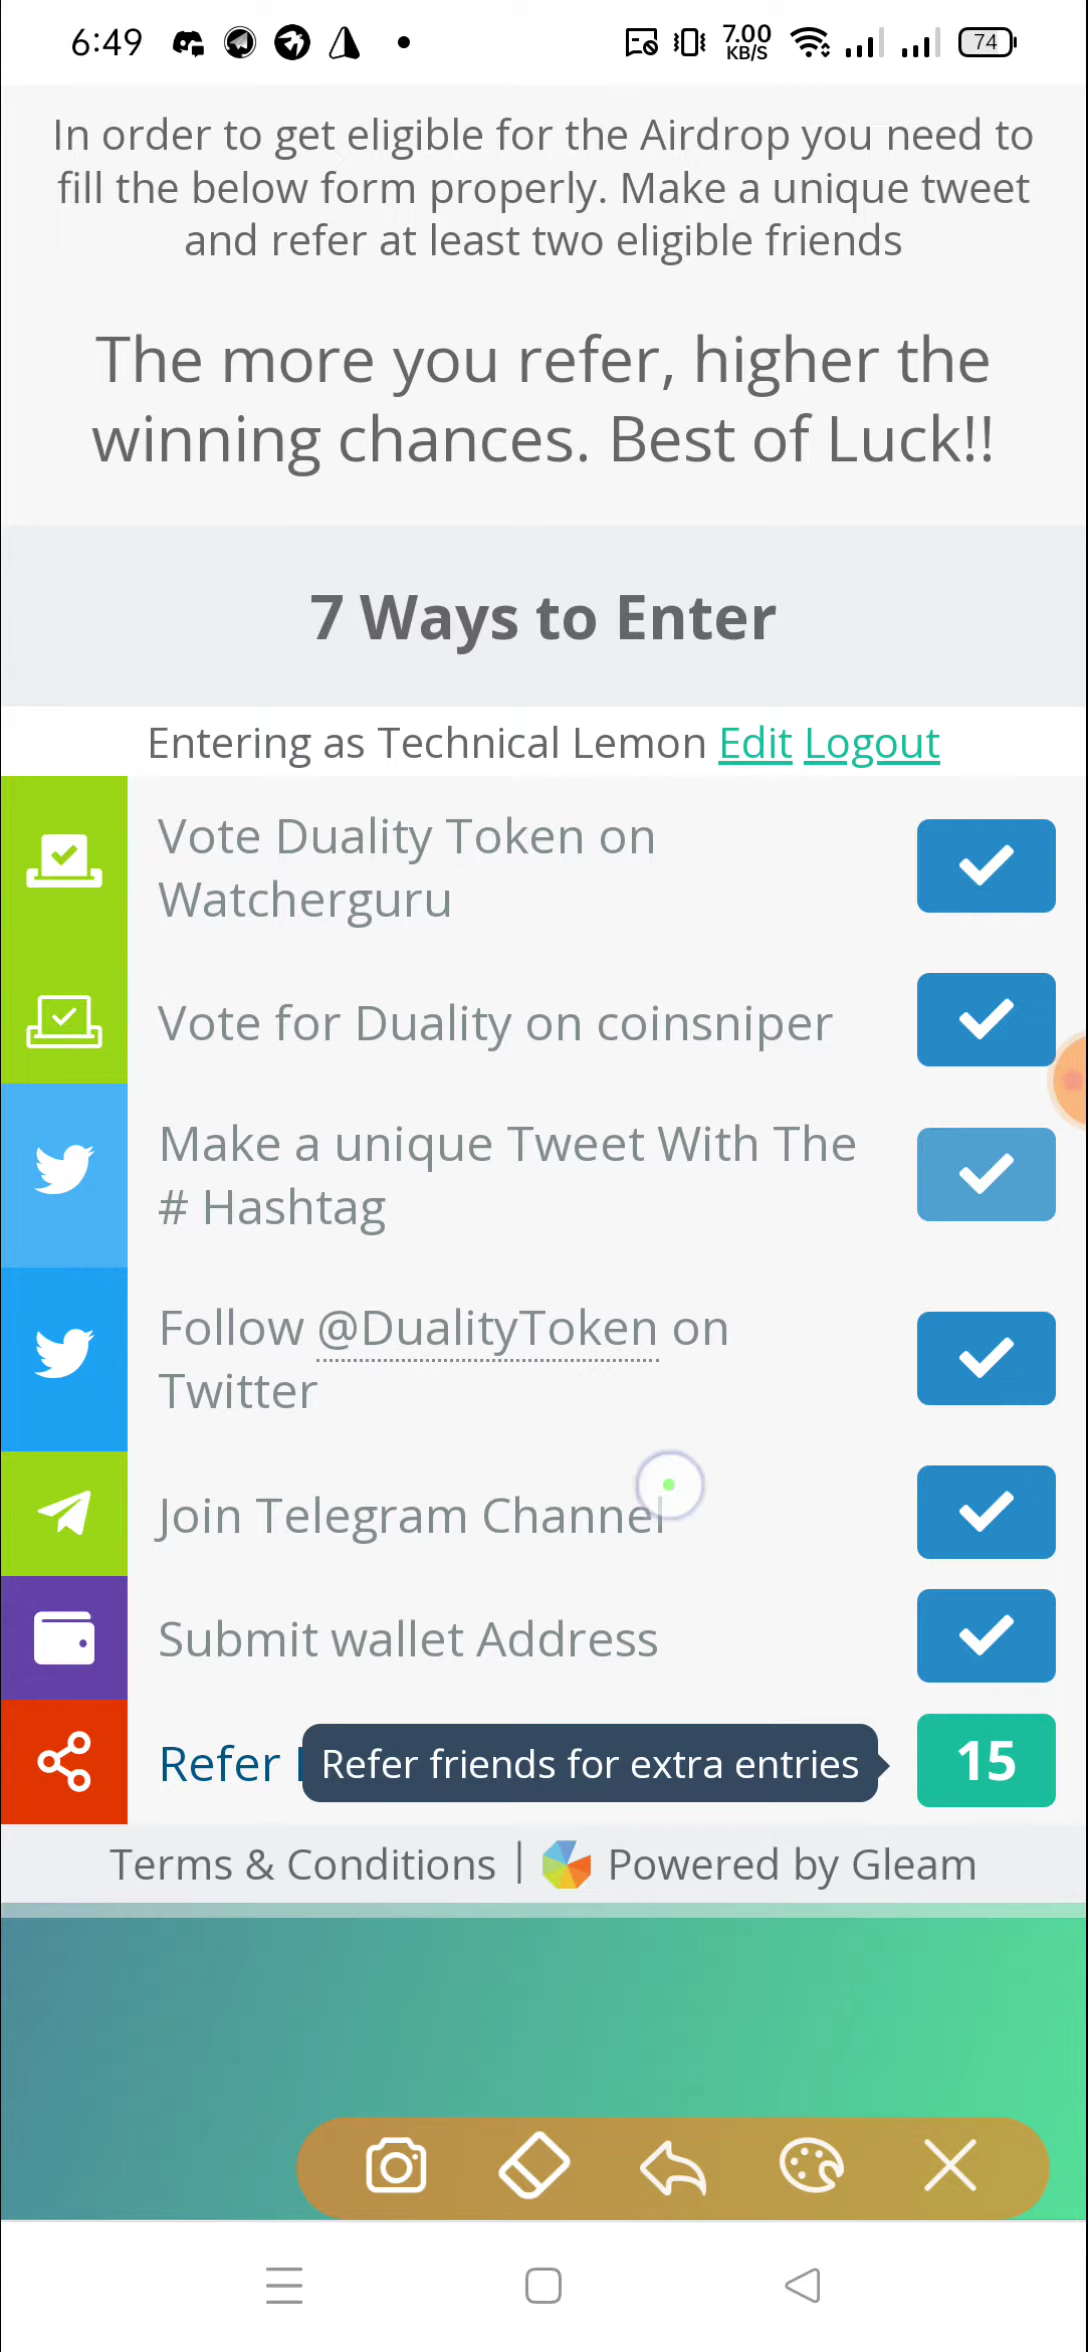 6:49
7.00
KB/S
74
In order to get eligible for the Airdrop you need to
fill the below form properly. Make a unique tweet
and refer at least two eligible friends
The more you refer, higher the
winning chances. Best of Luck!!
7 Ways to Enter
Entering as Technical Lemon Edit Logout
Vote Duality Token on
Watcherguru
Vote for Duality on coinsniper
Make a unique Tweet With The
# Hashtag
Follow @DualityToken on
Twitter
Join Telegram Channel
Submit wallet Address
Refer
Refer friends for extra entries
15
Terms & Conditions | Powered by Gleam